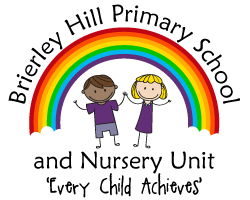 Brierley Hill Primary School
and Nursery Unit
'Every Child Achieves'